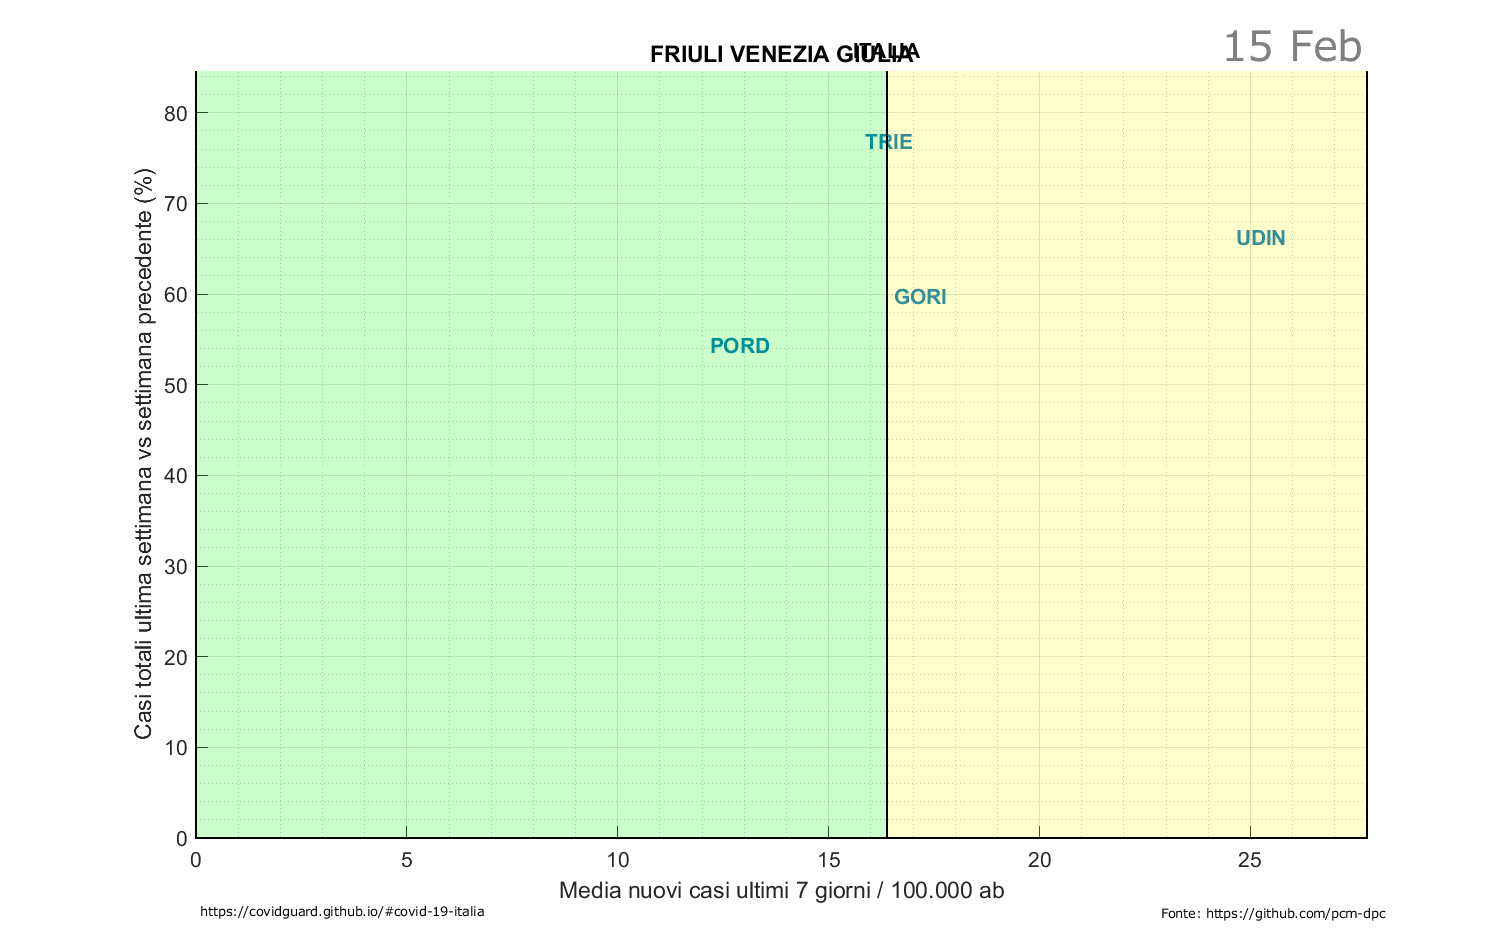 15 Feb
ITALIA
FRIULI VENEZIA GIULIA
Casi totali ultima settimana vs settimana precedente (%)
80
70
60
50
40
30
20
10
0
TRIE
UDIN
GORI
PORD
0 5 10 15 20 25
Media nuovi casi ultimi 7 giorni / 100.000 ab
https://covidguard.github.io/#covid-19-italia
Fonte: https://github.com/pcm-dpc